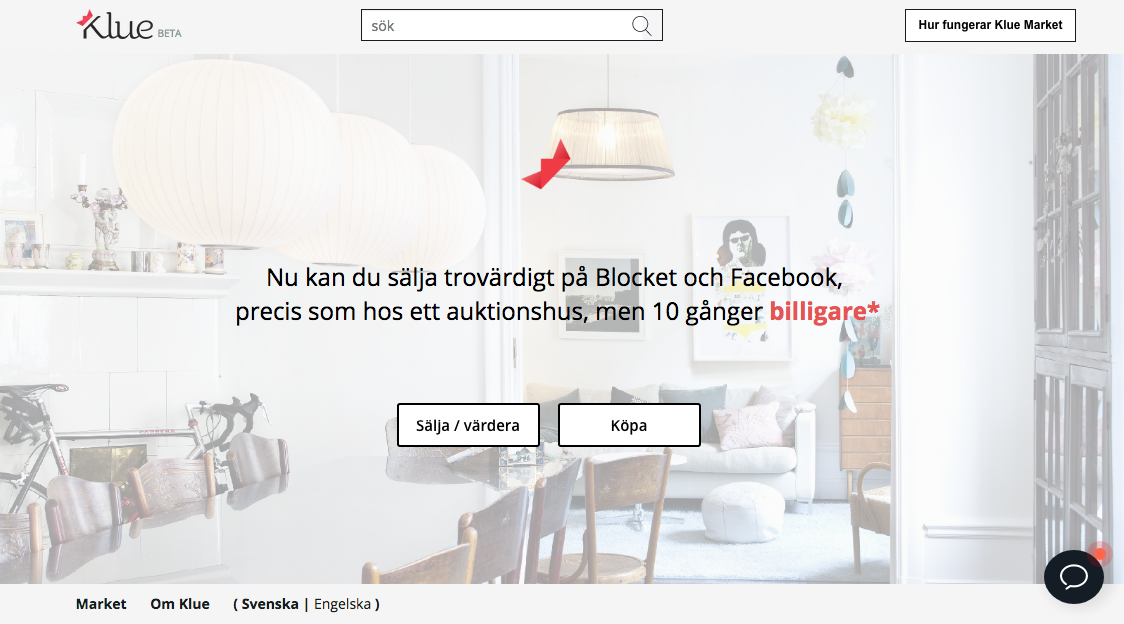 Klue BETA
sök
Hur fungerar Klue Market
Nu kan du sälja trovärdigt på Blocket och Facebook,
precis som hos ett auktionshus, men 10 gånger billigare*
Sälja / värdera
Köpa
Market Om Klue ( Svenska | Engelska )